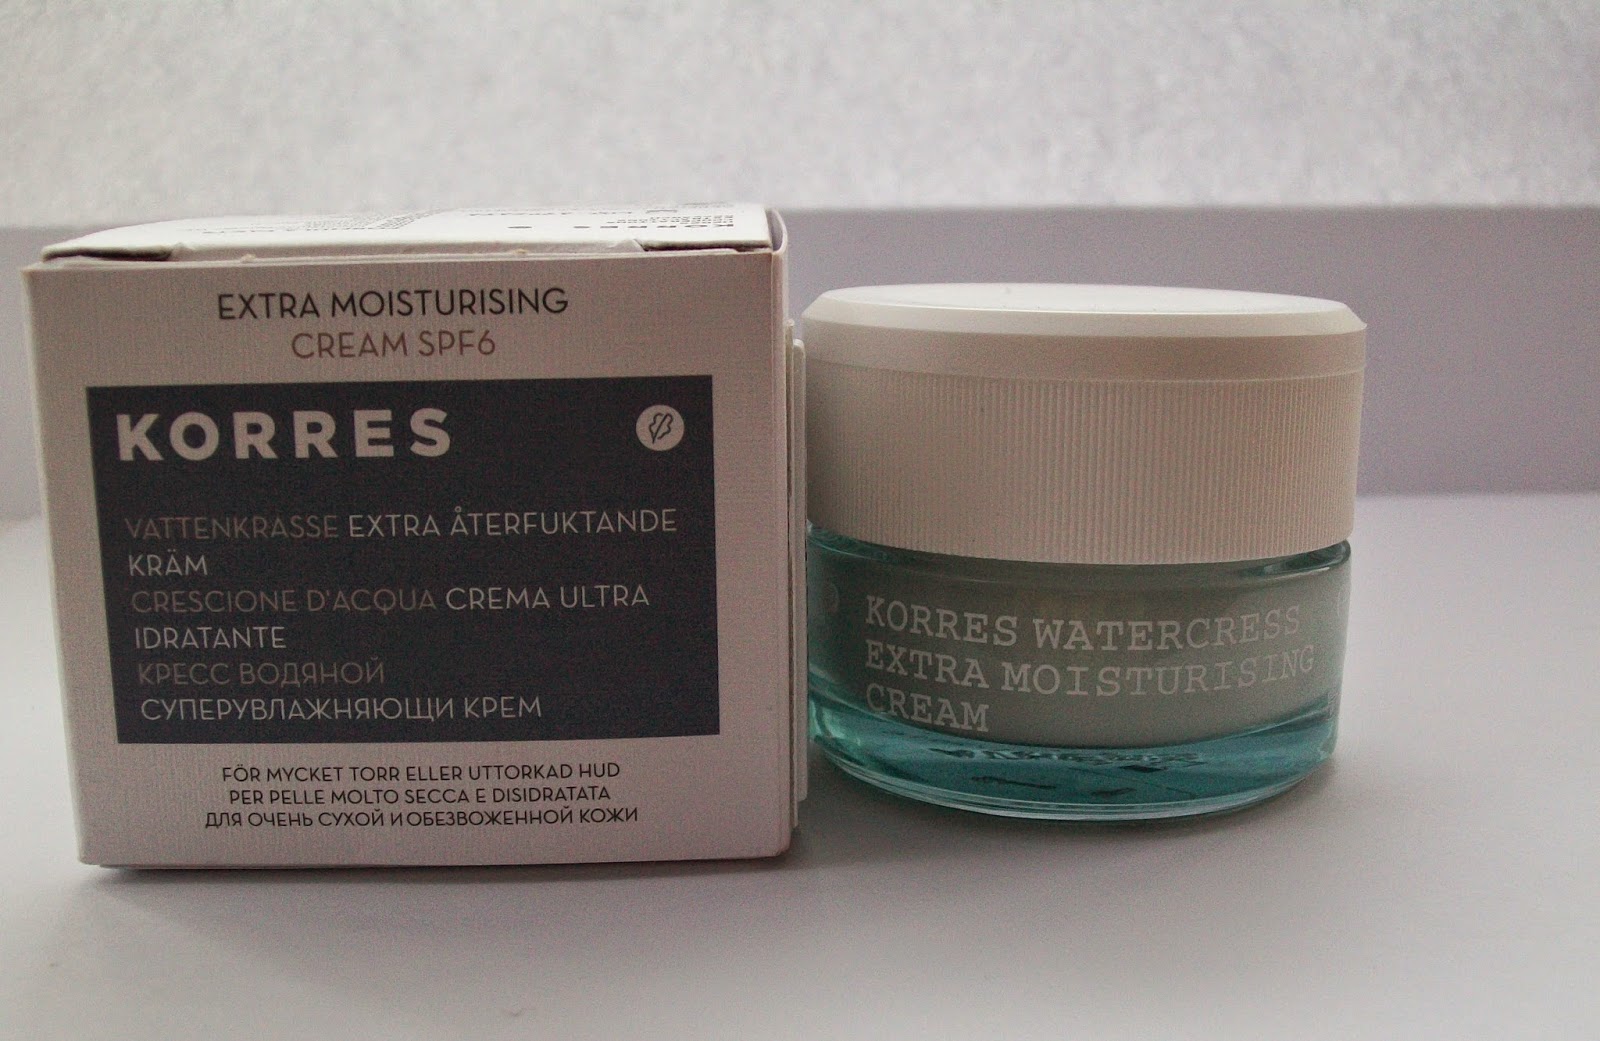 KORRES
EXTRA MOISTURISING
CREAM SPF6
KORRES
VATTENKRASSE EXTRA ÅTERFUKTANDE
KRÄM
CRESCIONE D'ACQUA CREMA ULTRA
IDRATANTE
КРЕСС ВОДЯНОЙ
СУПЕРУВЛАЖНЯЮЩИ КРЕМ
FÖR MYCKET TORR ELLER UTTORKAD HUD
PER PELLE MOLTO SECCA E DISIDRATATA
ДЛЯ ОЧЕНЬ СУХОЙ И ОБЕЗВОЖЕННОЙ КОЖИ
KORRES WATERCRESS
EXTRA MOISTURISING
CREAM